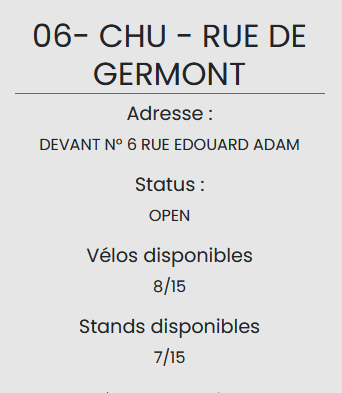 06- CHU - RUE DE
GERMONT
Adresse :
DEVANT N° 6 RUE EDOUARD ADAM
Status :
OPEN
Vélos disponibles
8/15
Stands disponibles
7/15